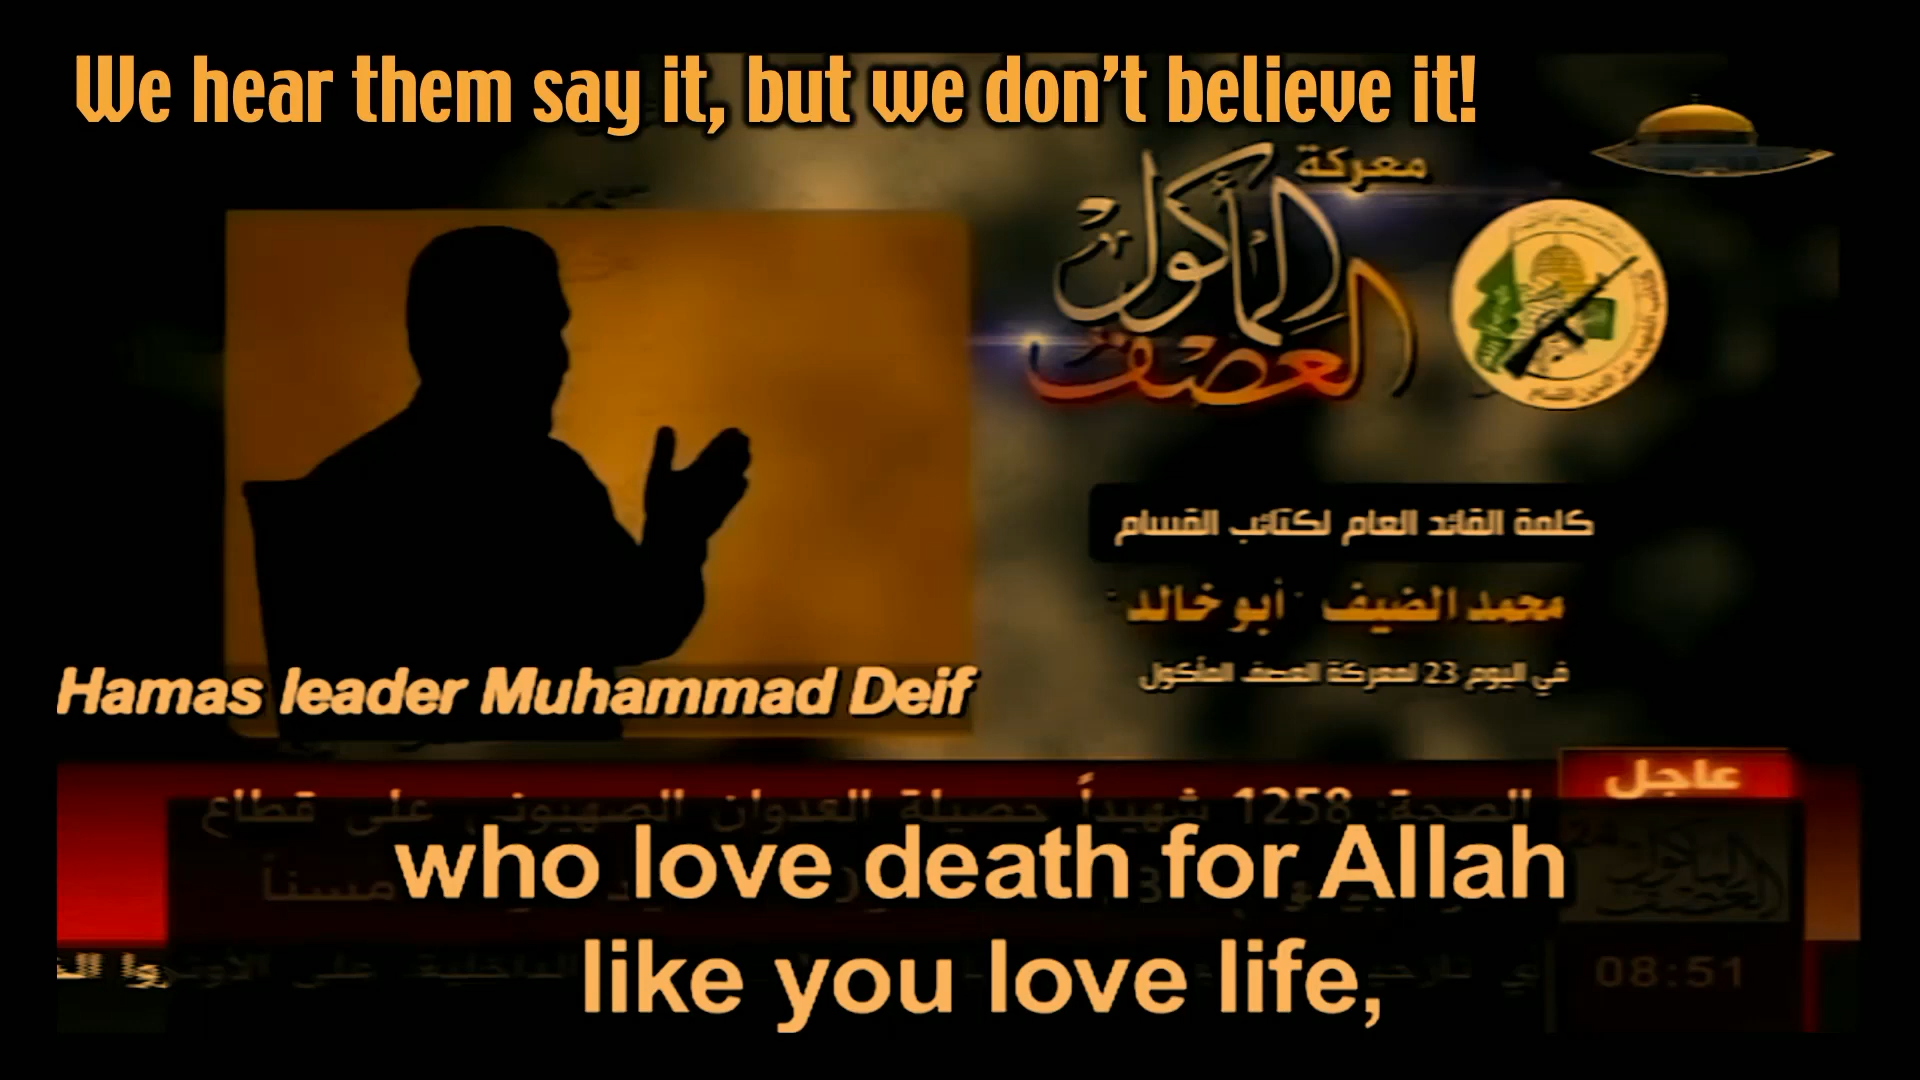 We hear them say it, but we don't believe it!
معركة
العصف المأكول
كلمة القائد العام لكتائب القسام
محمد الضيف "أبو خالد"
في اليوم 23 لمعركة العصف المأكول
Hamas leader Muhammad Deif
عاجل
الصحة: 1258 شهيداً حصيلة العدوان الصهيوني على قطاع
مسناً
who love death for Allah
like you love life,
08:51